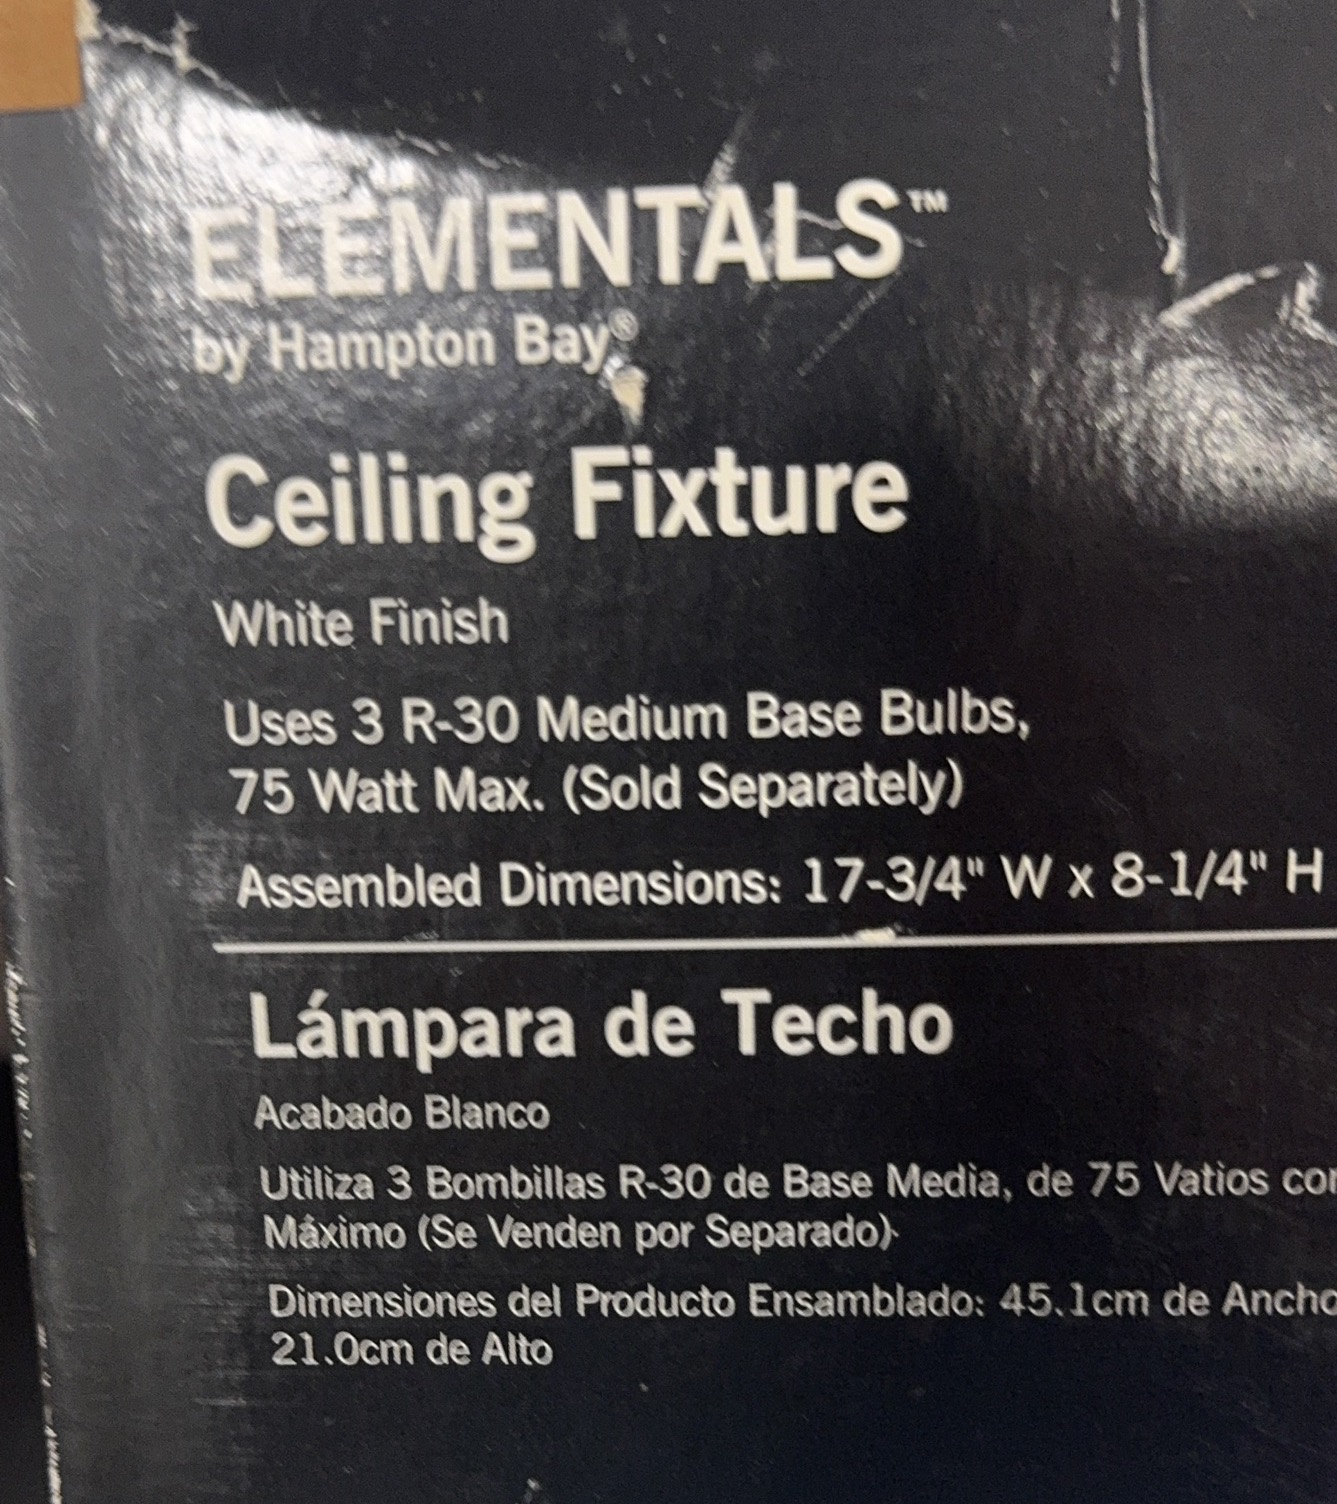 ELEMENTALS™
by Hampton Bay®
Ceiling Fixture
White Finish
Uses 3 R-30 Medium Base Bulbs,
75 Watt Max. (Sold Separately)
Assembled Dimensions: 17-3/4" W x 8-1/4" H
Lámpara de Techo
Acabado Blanco
Utiliza 3 Bombillas R-30 de Base Media, de 75 Vatios
Máximo (Se Venden por Separado)
Dimensiones del Producto Ensamblado: 45.1cm de Ancho
21.0cm de Alto